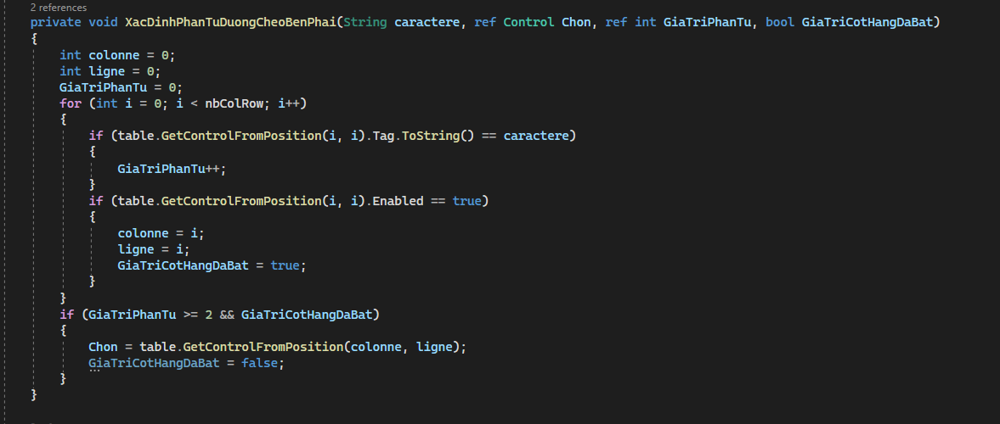 2 references
private void XacDinhPhanTuDuongCheoBenPhai(String caractere, ref Control Chon, ref int GiaTriPhanTu, bool GiaTriCotHangDaBat)
{
int colonne = 0;
int ligne = 0;
GiaTriPhanTu = 0;
for (int i = 0; i < nbColRow; i++)
{
if (table.GetControlFromPosition(i, i).Tag.ToString() == caractere)
{
GiaTriPhanTu++;
}
if (table.GetControlFromPosition(i, i).Enabled == true)
{
colonne = i;
ligne = i;
GiaTriCotHangDaBat = true;
}
}
if (GiaTriPhanTu >= 2 && GiaTriCotHangDaBat)
{
Chon = table.GetControlFromPosition(colonne, ligne);
GiaTriCotHangDaBat = false;
}
}